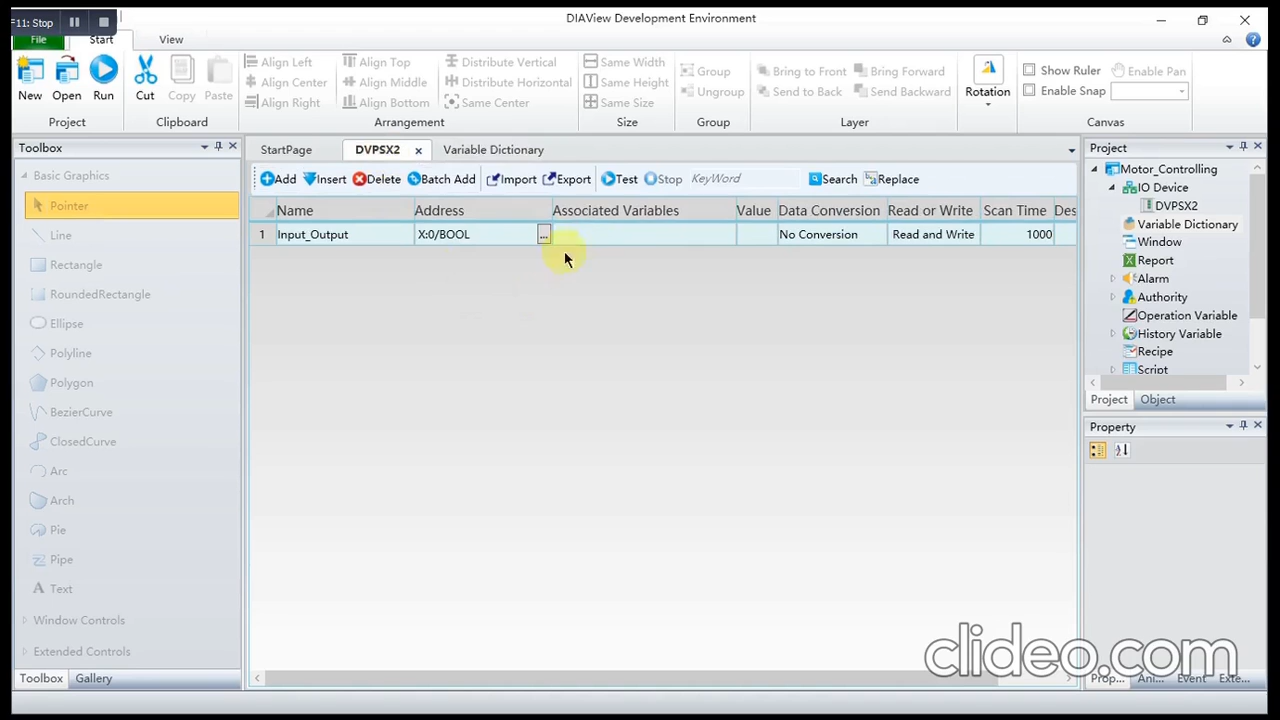 F11: Stop
DIAView Development Environment
File
Start
View
New
Open
Run
Cut
Copy
Paste
Align Left
Align Center
Align Right
Align Top
Align Middle
Align Bottom
Distribute Vertical
Distribute Horizontal
Same Center
Same Width
Same Height
Same Size
Group
Ungroup
Bring to Front
Send to Back
Bring Forward
Send Backward
Rotation
Show Ruler
Enable Snap
Enable Pan
Project
Clipboard
Arrangement
Size
Group
Layer
Canvas
Toolbox
Basic Graphics
Pointer
Line
Rectangle
RoundedRectangle
Ellipse
Polyline
Polygon
BezierCurve
ClosedCurve
Arc
Arch
Pie
Pipe
A Text
Window Controls
Extended Controls
Toolbox
Gallery
StartPage
DVPSX2
Variable Dictionary
Add
Insert
Delete
Batch Add
Import
Export
Test
Stop
KeyWord
Search
Replace
Name
Address
Associated Variables
Value
Data Conversion
Read or Write
Scan Time
Des
1
Input_Output
X:0/BOOL
...
No Conversion
Read and Write
1000
Project
Motor_Controlling
IO Device
DVPSX2
Variable Dictionary
Window
Report
Alarm
Authority
Operation Variable
History Variable
Recipe
Script
Project
Object
Property
Prop...
Ani...
Event
Exte...
clideo.com